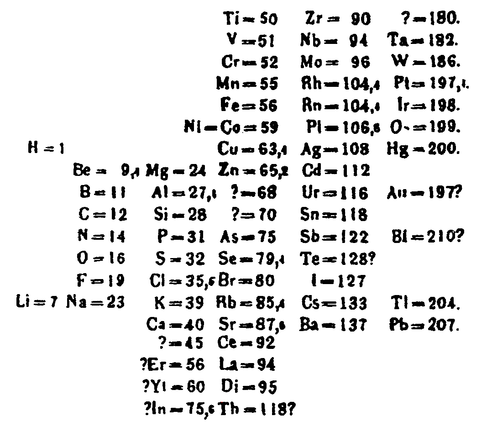 Ti=50 Zr=90 ?=180.
V=51 Nb=94 Ta=182.
Cr=52 Mo=96 W=186.
Mn=55 Rh=104,4 Pt=197,4.
Fe=56 Rn=104,4 Ir=198.
Ni=Co=59 Pl=106,6 O-=199.
H=1 Cu=63,4 Ag=108 Hg=200.
Be=9,4 Mg=24 Zn=65,2 Cd=112
B=11 Al=27,4 ?=68 Ur=116 Au=197?
C=12 Si=28 ?=70 Sn=118
N=14 P=31 As=75 Sb=122 Bi=210?
O=16 S=32 Se=79,4 Te=128?
F=19 Cl=35,5 Br=80 I=127
Li=7 Na=23 K=39 Rb=85,4 Cs=133 Tl=204.
Ca=40 Sr=87,6 Ba=137 Pb=207.
?=45 Ce=92
?Er=56 La=94
?Yt=60 Di=95
?In=75,6 Th=118?